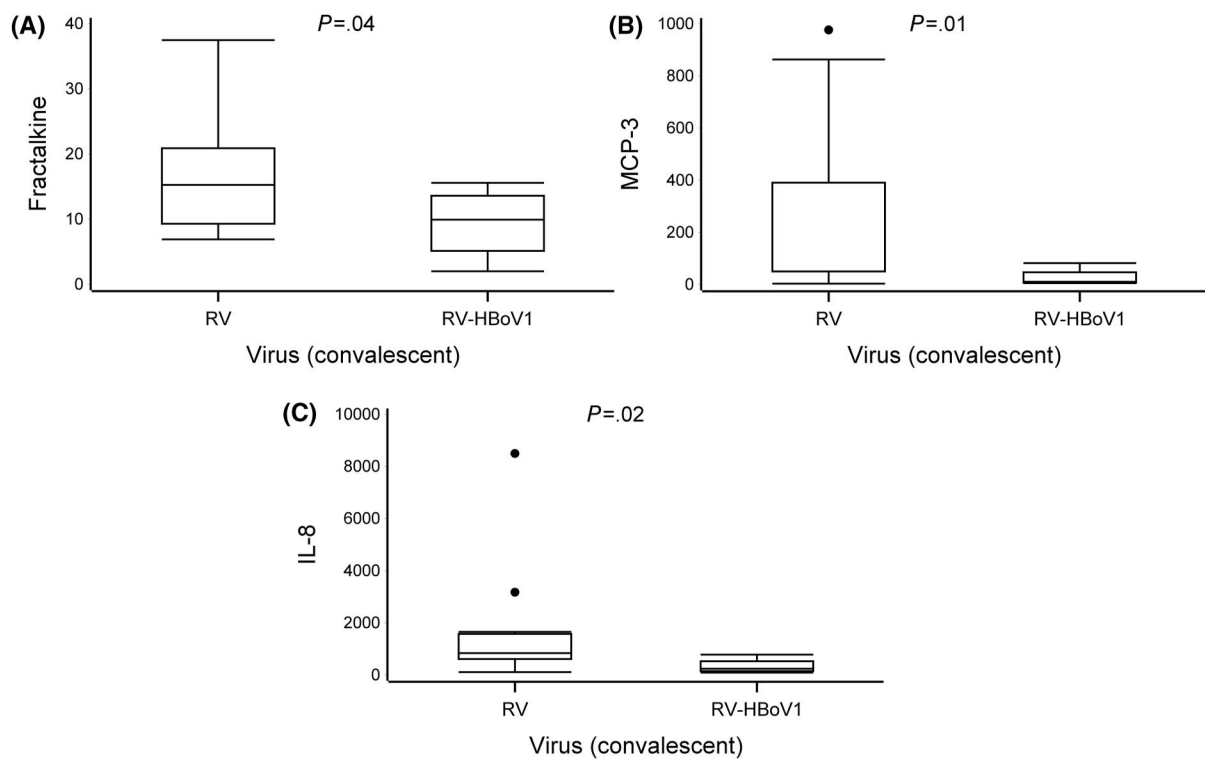 (A)
P=.04
Fractalkine
40
30
20
10
0
RV
RV-HBoV1
Virus (convalescent)
(B)
P=.01
MCP-3
1000
800
600
400
200
0
RV
RV-HBoV1
Virus (convalescent)
(C)
P=.02
IL-8
10000
8000
6000
4000
2000
0
RV
RV-HBoV1
Virus (convalescent)